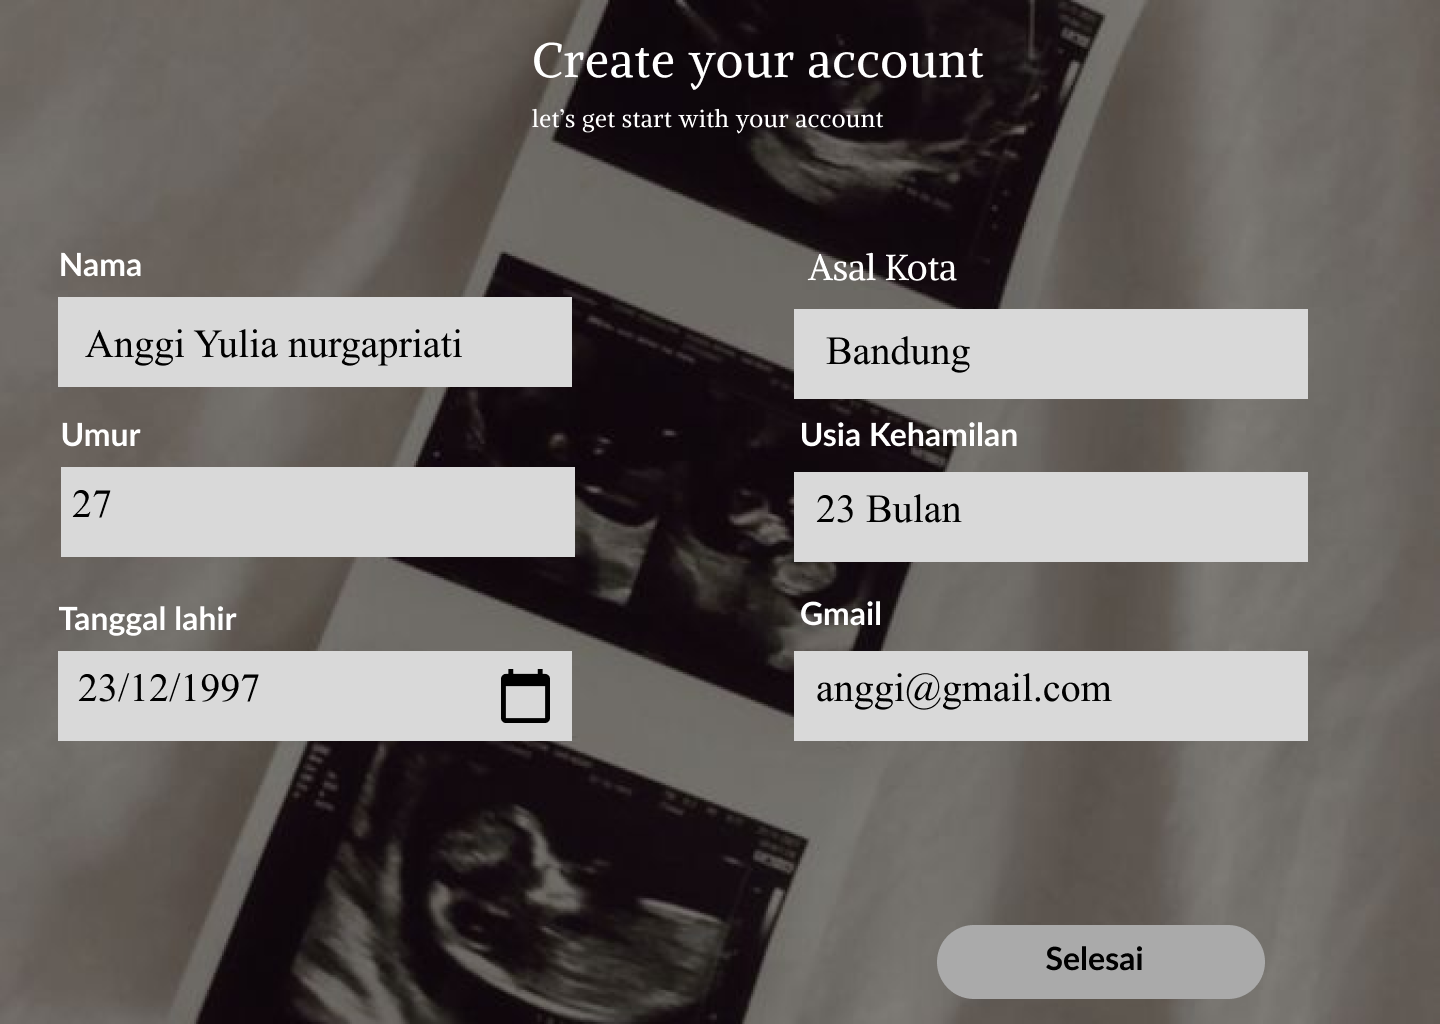 Create your account
let’s get start with your account
Nama
Anggi Yulia nurgapriati
Umur
27
Tanggal lahir
23/12/1997
Asal Kota
Bandung
Usia Kehamilan
23 Bulan
Gmail
anggi@gmail.com
Selesai